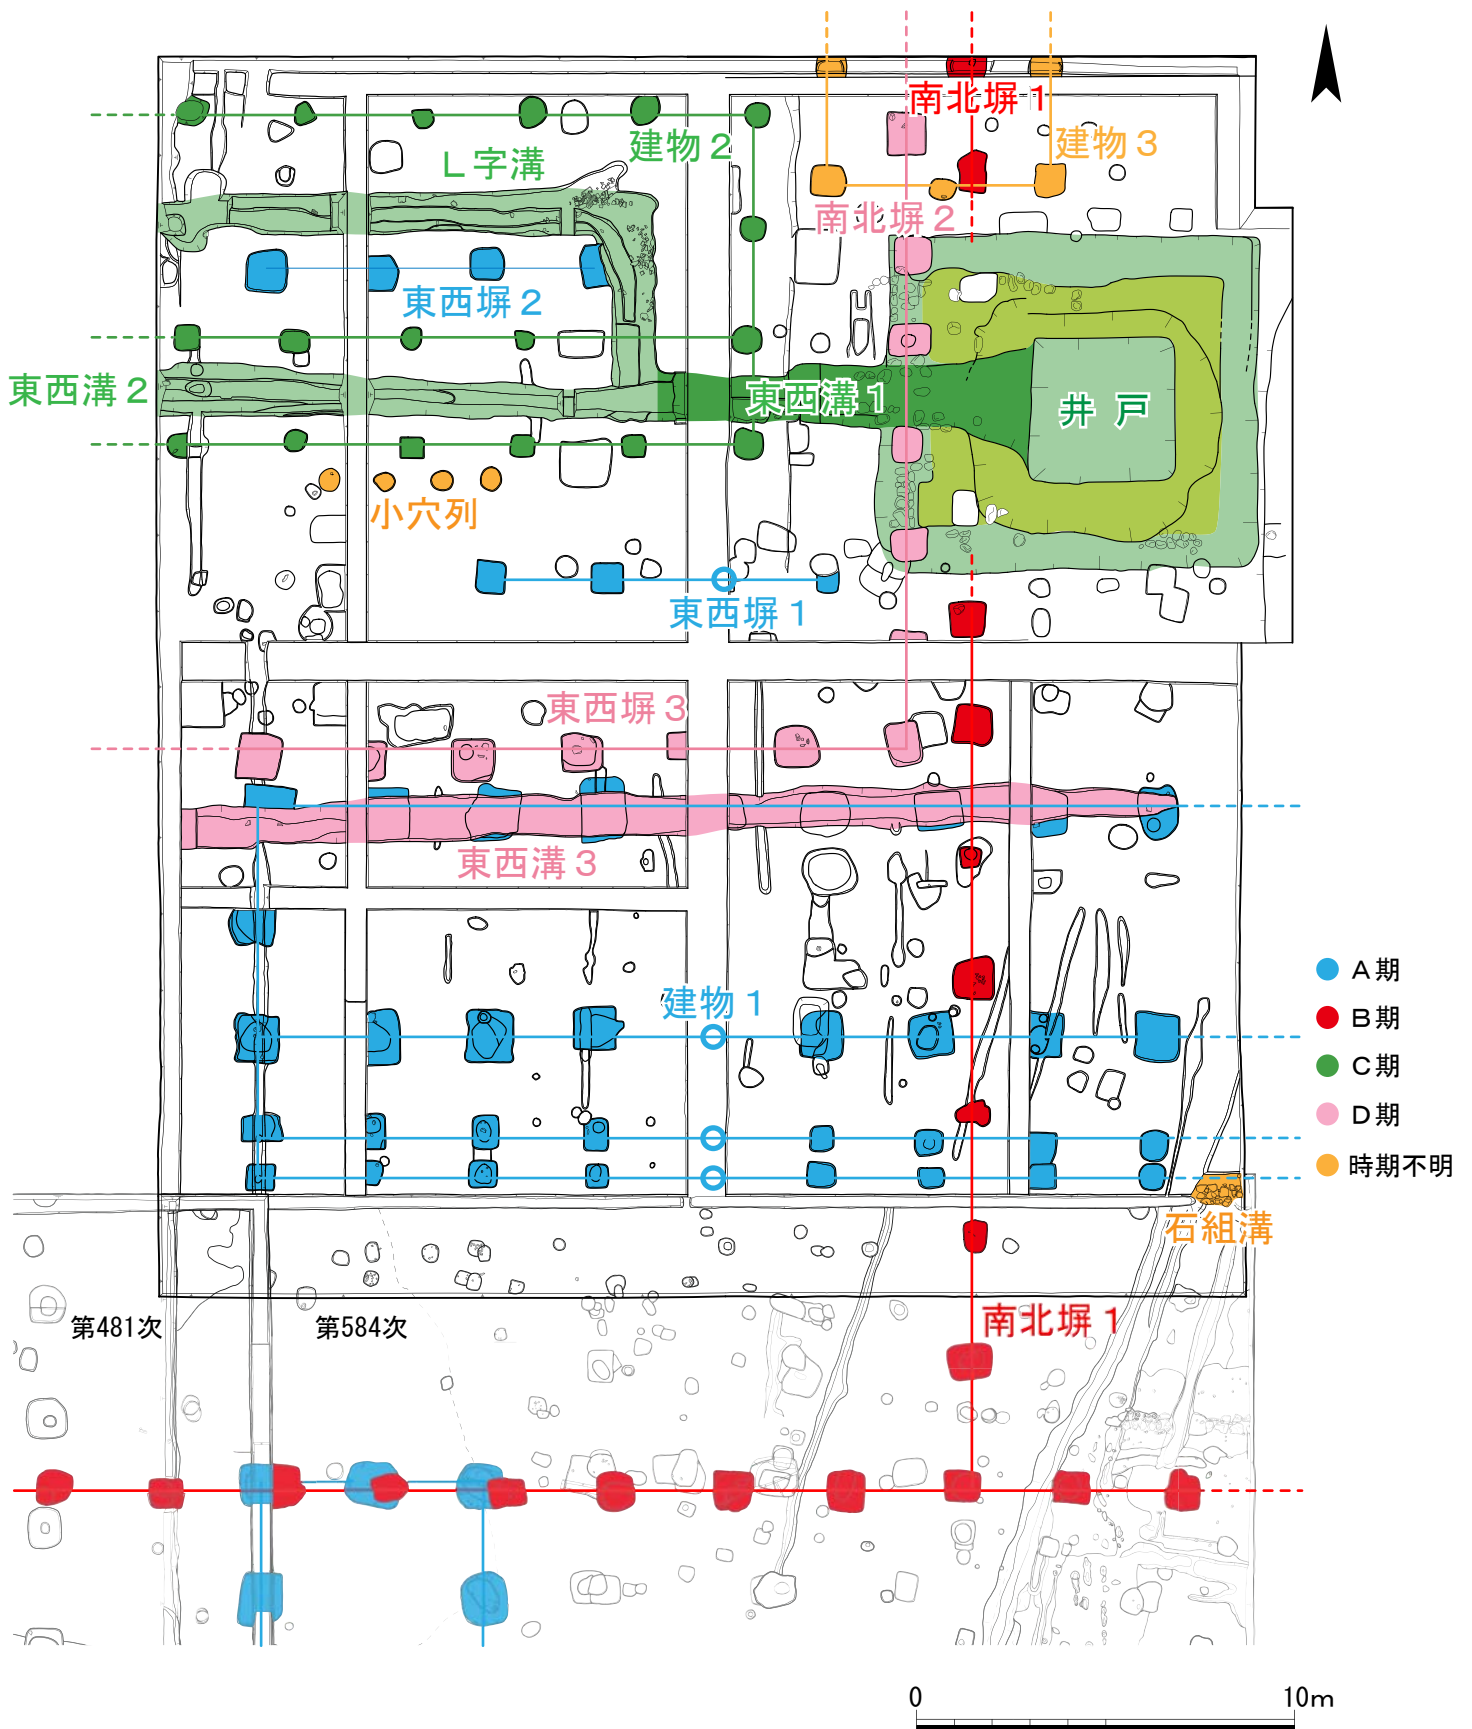 南北塀１
建物２
建物３
Ｌ字溝
南北塀２
東西塀２
東西溝２
東西溝１
井戸
小穴列
東西塀１
東西塀３
東西溝３
建物１
Ａ期
Ｂ期
Ｃ期
Ｄ期
時期不明
石組溝
南北塀１
第481次
第584次
0
10m